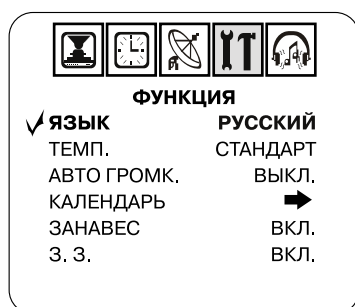 ФУНКЦИЯ
ЯЗЫК РУССКИЙ
ТЕМП. СТАНДАРТ
АВТО ГРОМК. ВЫКЛ.
КАЛЕНДАРЬ
ЗАНАВЕС ВКЛ.
З. З. ВКЛ.